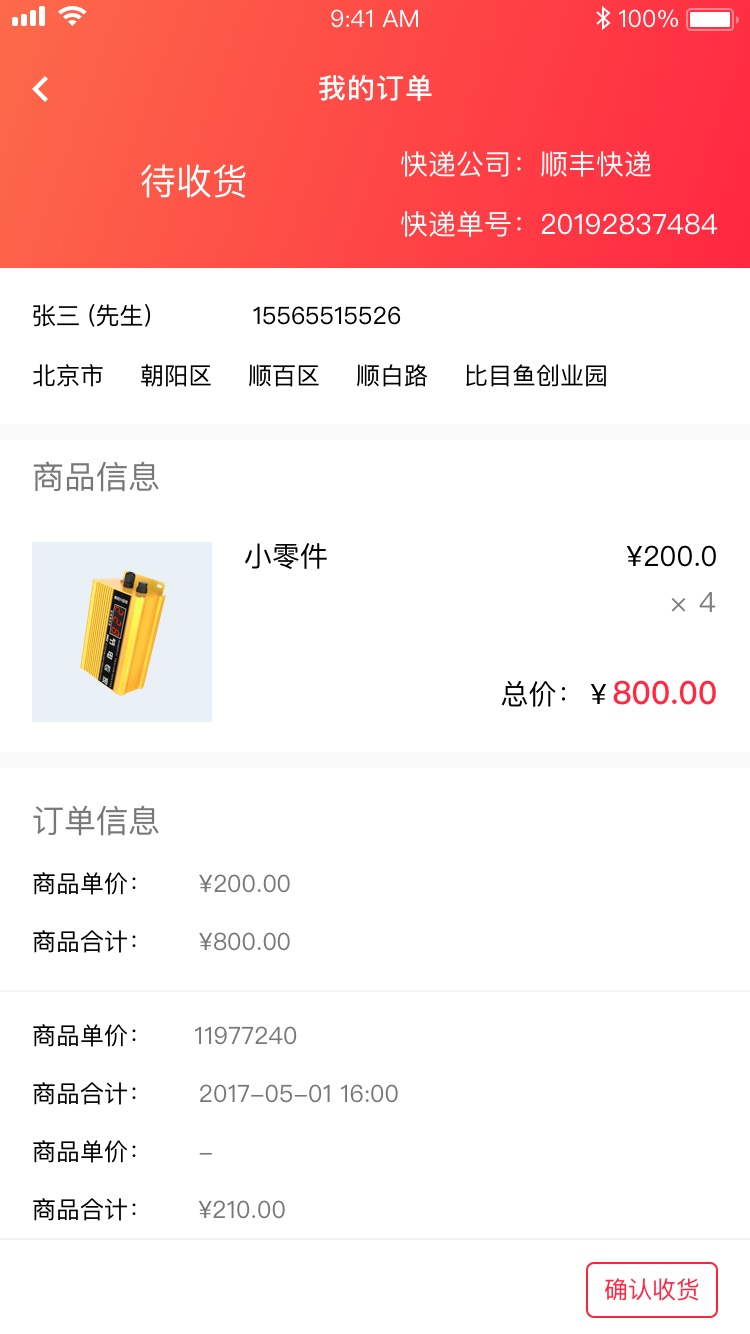 9:41 AM
100%
我的订单
待收货
快递公司：顺丰快递
快递单号：20192837484
张三 (先生) 15565515526
北京市 朝阳区 顺百区 顺白路 比目鱼创业园
商品信息
小零件 ¥200.0
× 4
总价：¥800.00
订单信息
商品单价： ¥200.00
商品合计： ¥800.00
商品单价： 11977240
商品合计： 2017–05–01 16:00
商品单价： –
商品合计： ¥210.00
确认收货